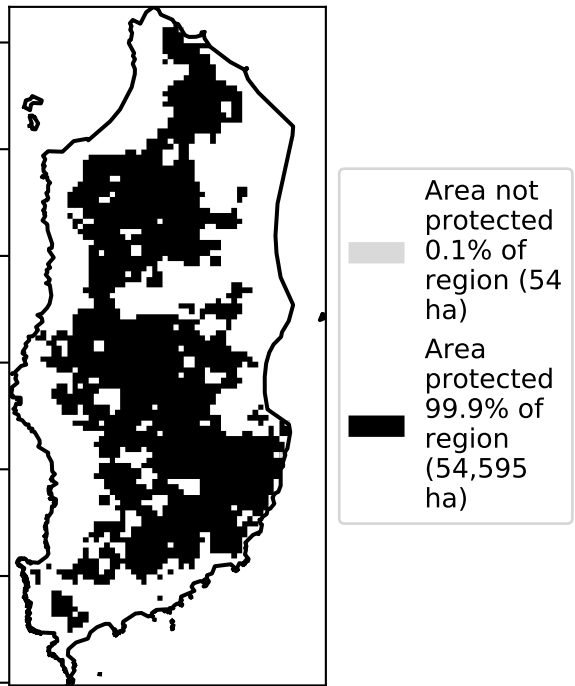 Area not
protected
0.1% of
region (54
ha)
Area
protected
99.9% of
region
(54,595
ha)